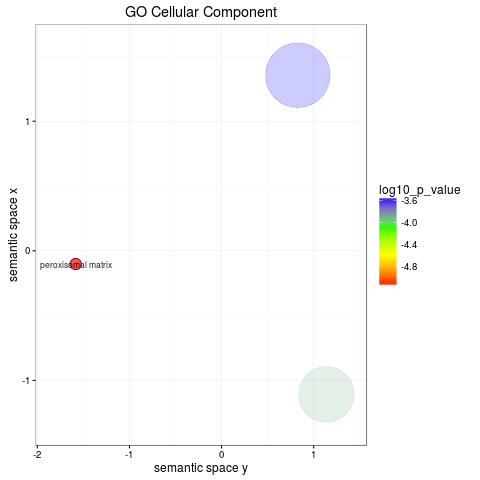 GO Cellular Component
semantic space x
1
0
-1
peroxisomal matrix
-2
-1
0
1
semantic space y
log10_p_value
-3.6
-4.0
-4.4
-4.8